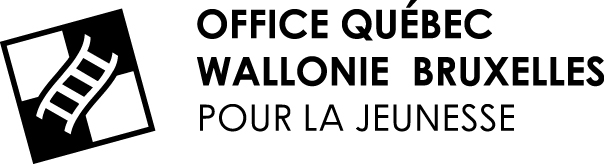 OFFICE QUÉBEC
WALLONIE BRUXELLES
POUR LA JEUNESSE